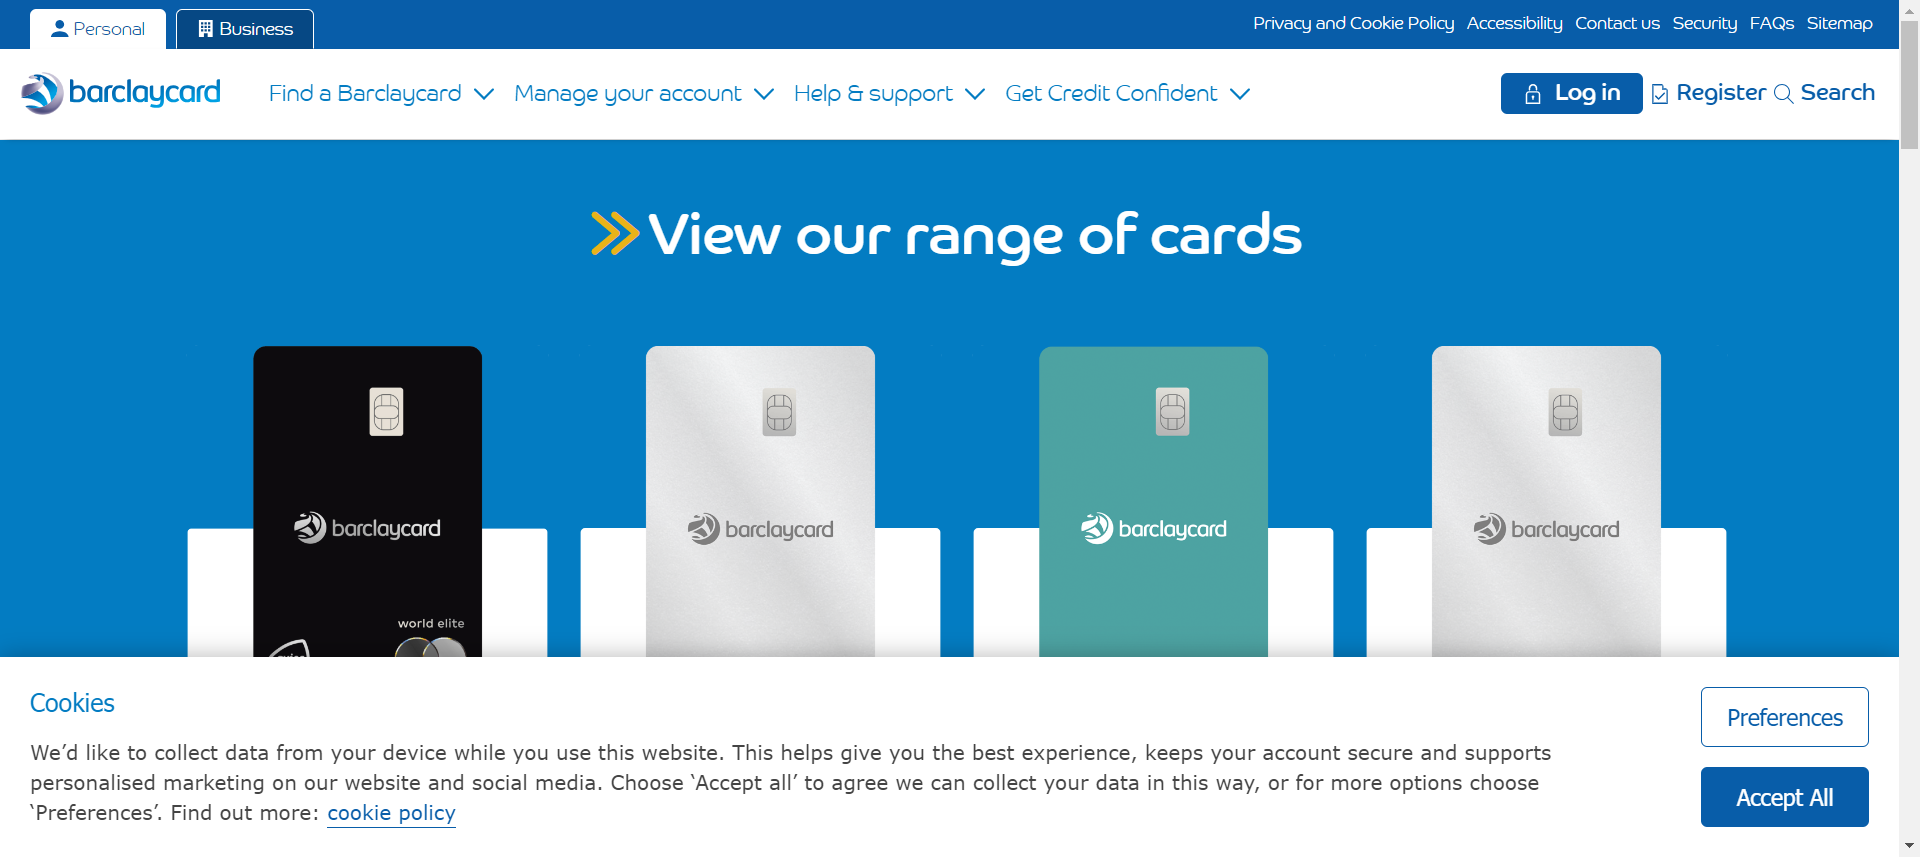 Personal
Business
Privacy and Cookie Policy Accessibility Contact us Security FAQs Sitemap
barclaycard
Find a Barclaycard
Manage your account
Help & support
Get Credit Confident
Log in
Register
Search
View our range of cards
barclaycard
world elite
barclaycard
barclaycard
barclaycard
Cookies
We’d like to collect data from your device while you use this website. This helps give you the best experience, keeps your account secure and supports
personalised marketing on our website and social media. Choose ‘Accept all’ to agree we can collect your data in this way, or for more options choose
‘Preferences’. Find out more: cookie policy
Preferences
Accept All